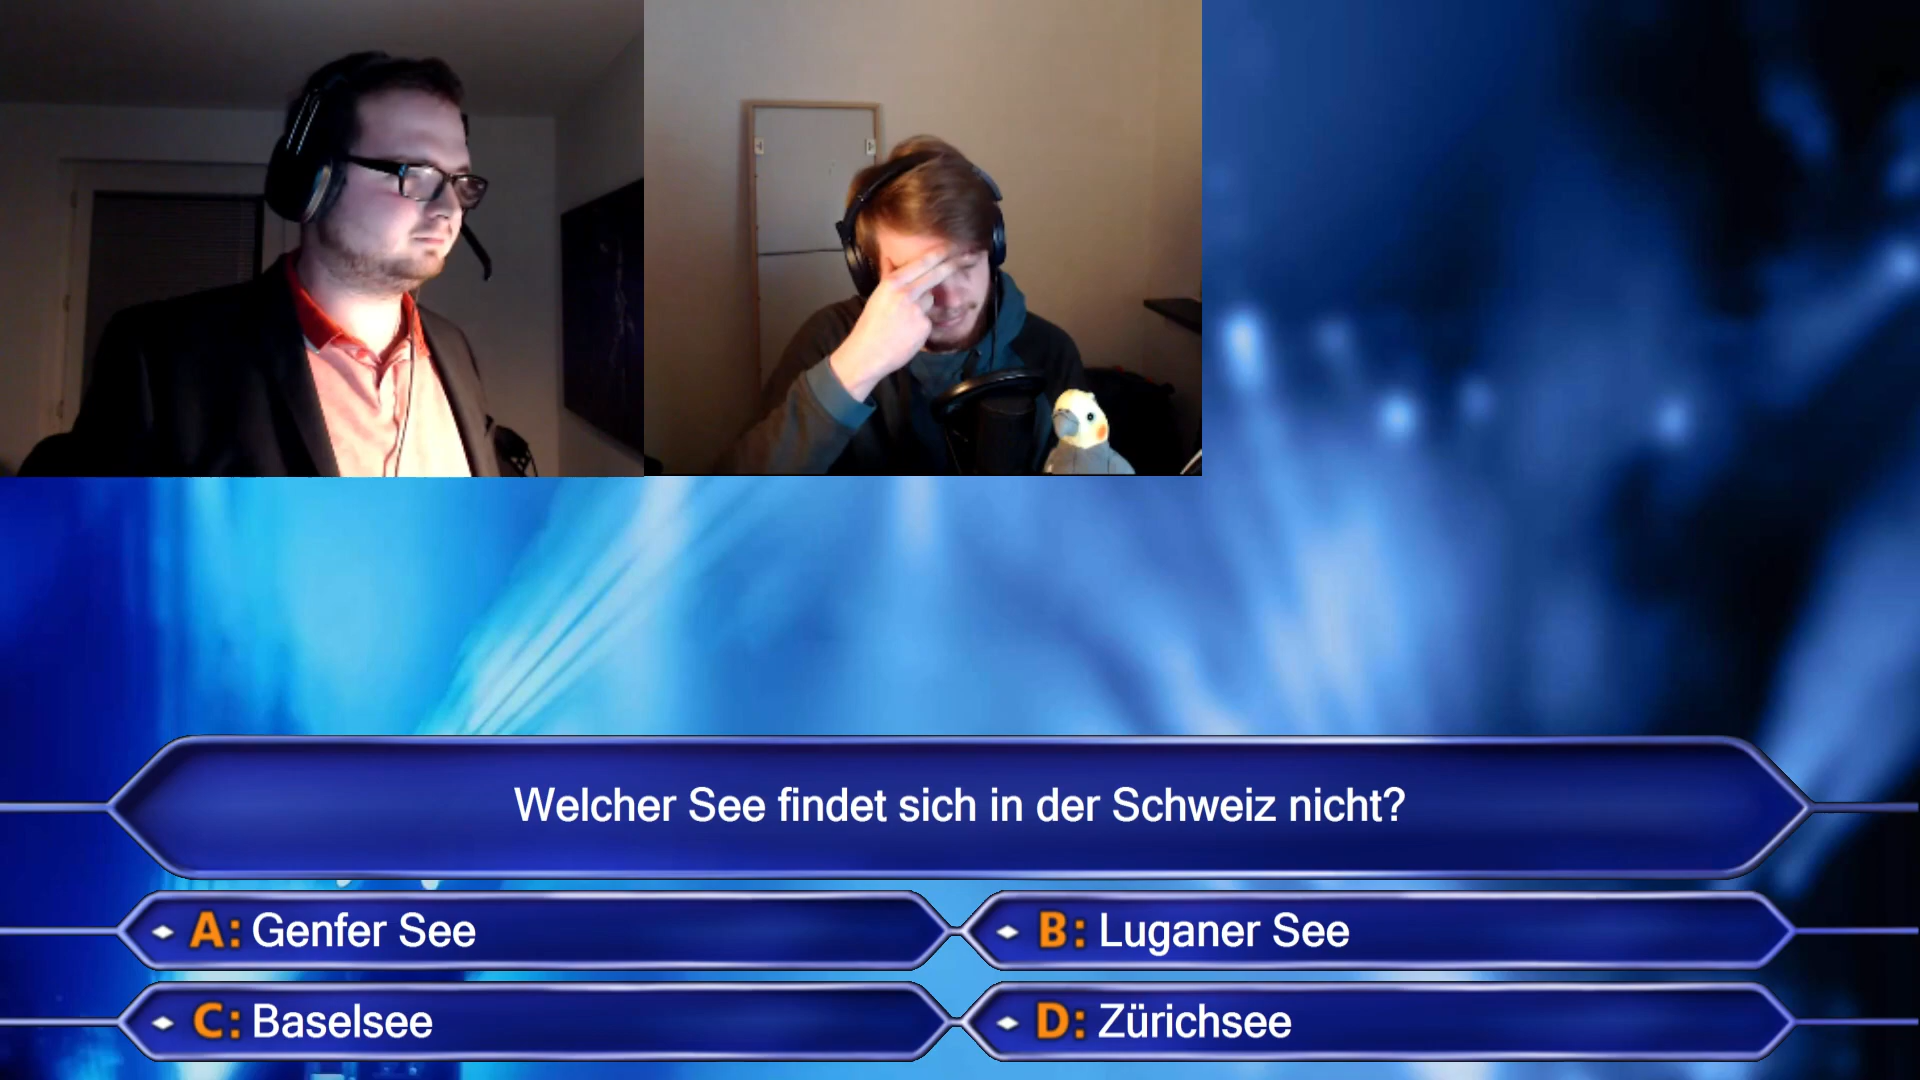 Welcher See findet sich in der Schweiz nicht?
A: Genfer See
B: Luganer See
C: Baselsee
D: Zürichsee